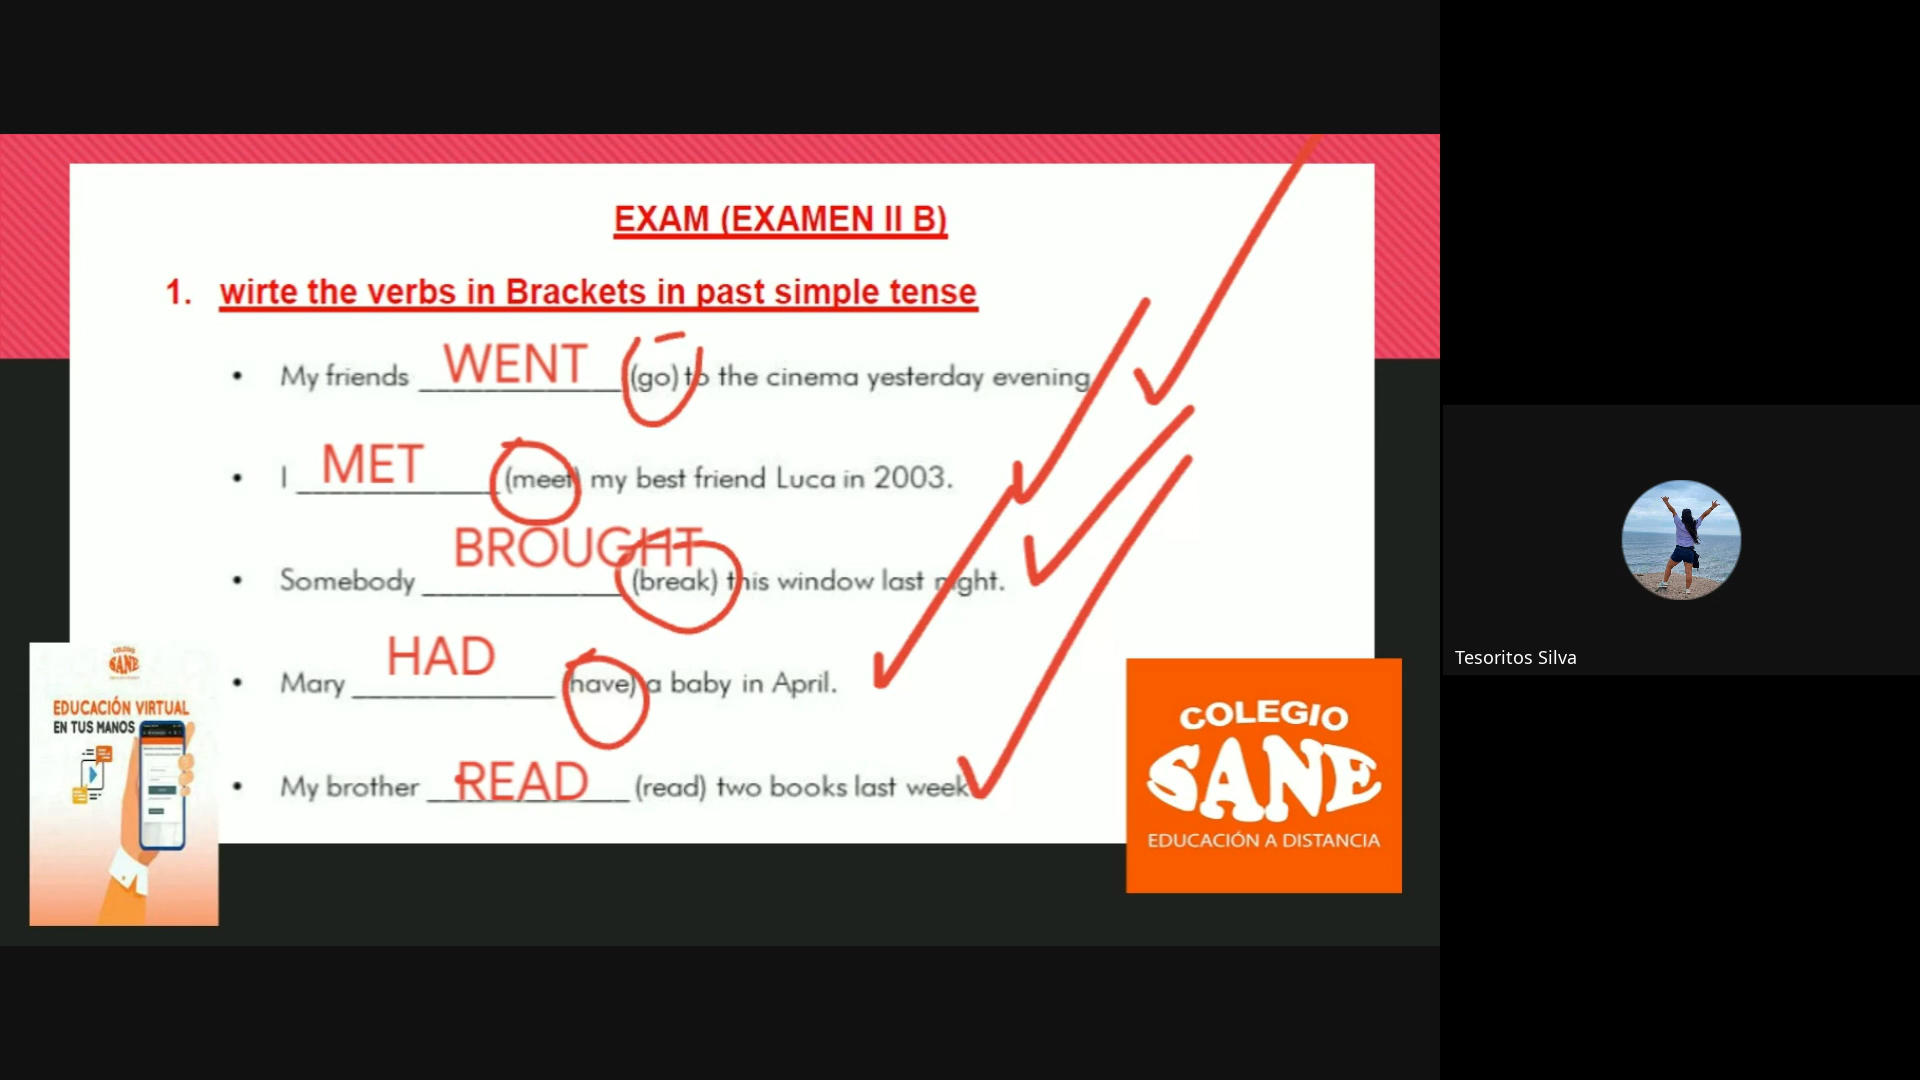 EXAM (EXAMEN II B)
1. wirte the verbs in Brackets in past simple tense
• My friends WENT (go) to the cinema yesterday evening
• I MET (meet) my best friend Luca in 2003.
• Somebody BROUGHT (break) this window last night.
• Mary HAD (have) a baby in April.
• My brother READ (read) two books last week
COLEGIO
SANE
EDUCACIÓN VIRTUAL
EN TUS MANOS
COLEGIO
SANE
EDUCACIÓN A DISTANCIA
Tesoritos Silva